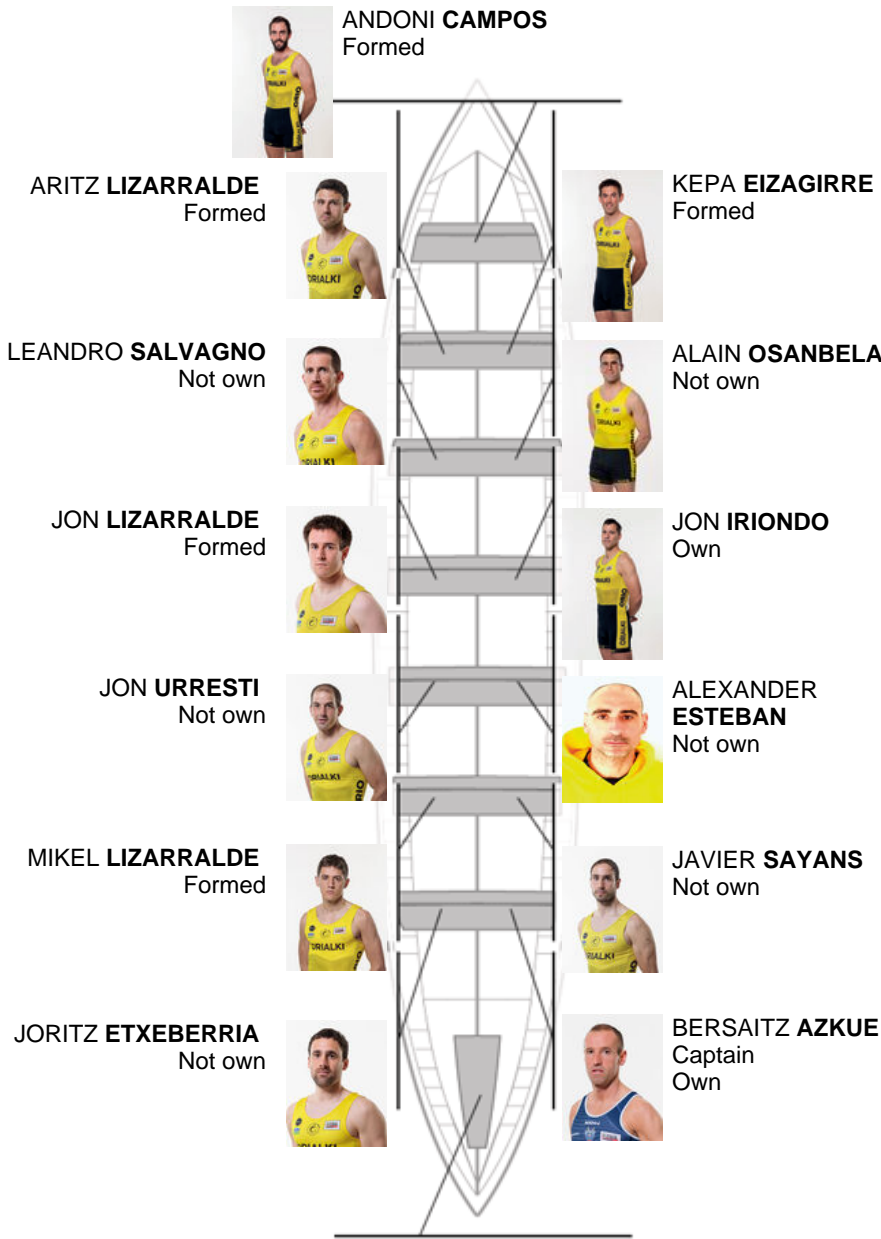 ANDONI CAMPOS
Formed
ARITZ LIZARRALDE
Formed
KEPA EIZAGIRRE
Formed
LEANDRO SALVAGNO
Not own
ALAIN OSANBELA
Not own
JON LIZARRALDE
Formed
JON IRIONDO
Own
JON URRESTI
Not own
ALEXANDER
ESTEBAN
Not own
MIKEL LIZARRALDE
Formed
JAVIER SAYANS
Not own
JORITZ ETXEBERRIA
Not own
BERSAITZ AZKUE
Captain
Own